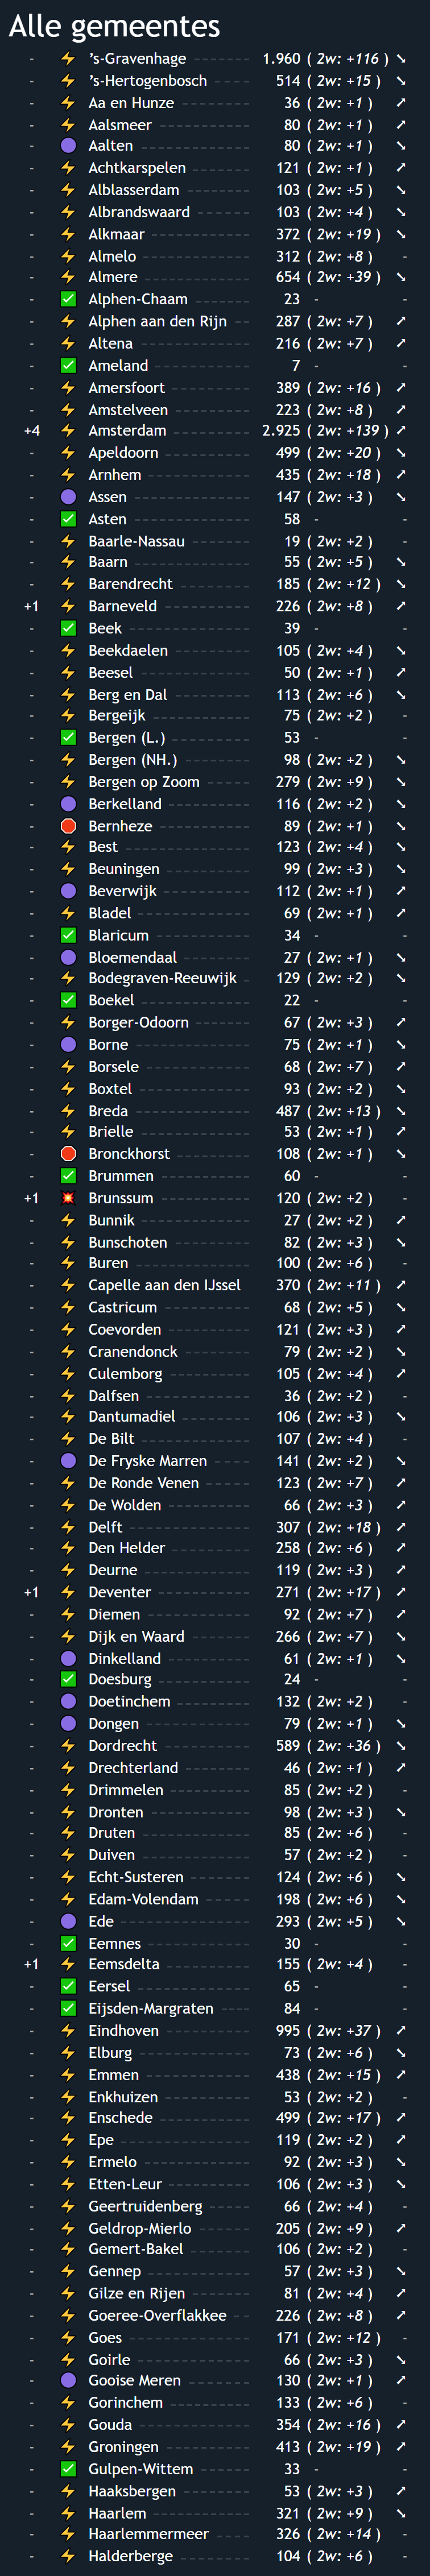 Alle gemeentes
- ’s-Gravenhage 1.960 ( 2w: +116 ) ➘
- ’s-Hertogenbosch 514 ( 2w: +15 ) ➘
- Aa en Hunze 36 ( 2w: +1 ) ➚
- Aalsmeer 80 ( 2w: +1 ) ➚
- Aalten 80 ( 2w: +1 ) ➘
- Achtkarspelen 121 ( 2w: +1 ) ➚
- Alblasserdam 103 ( 2w: +5 ) ➘
- Albrandswaard 103 ( 2w: +4 ) ➘
- Alkmaar 372 ( 2w: +19 ) ➘
- Almelo 312 ( 2w: +8 ) -
- Almere 654 ( 2w: +39 ) ➘
- Alphen-Chaam 23 - -
- Alphen aan den Rijn 287 ( 2w: +7 ) ➚
- Altena 216 ( 2w: +7 ) ➚
- Ameland 7 - -
- Amersfoort 389 ( 2w: +16 ) ➚
- Amstelveen 223 ( 2w: +8 ) ➚
+4 Amsterdam 2.925 ( 2w: +139 ) ➚
- Apeldoorn 499 ( 2w: +20 ) ➘
- Arnhem 435 ( 2w: +18 ) ➚
- Assen 147 ( 2w: +3 ) ➘
- Asten 58 - -
- Baarle-Nassau 19 ( 2w: +2 ) -
- Baarn 55 ( 2w: +5 ) ➘
- Barendrecht 185 ( 2w: +12 ) ➘
+1 Barneveld 226 ( 2w: +8 ) ➚
- Beek 39 - -
- Beekdaelen 105 ( 2w: +4 ) ➘
- Beesel 50 ( 2w: +1 ) ➚
- Berg en Dal 113 ( 2w: +6 ) ➘
- Bergeijk 75 ( 2w: +2 ) -
- Bergen (L.) 53 - -
- Bergen (NH.) 98 ( 2w: +2 ) ➘
- Bergen op Zoom 279 ( 2w: +9 ) ➘
- Berkelland 116 ( 2w: +2 ) ➘
- Bernheze 89 ( 2w: +1 ) ➘
- Best 123 ( 2w: +4 ) ➘
- Beuningen 99 ( 2w: +3 ) ➘
- Beverwijk 112 ( 2w: +1 ) ➚
- Bladel 69 ( 2w: +1 ) ➚
- Blaricum 34 - -
- Bloemendaal 27 ( 2w: +1 ) ➘
- Bodegraven-Reeuwijk 129 ( 2w: +2 ) ➘
- Boekel 22 - -
- Borger-Odoorn 67 ( 2w: +3 ) ➚
- Borne 75 ( 2w: +1 ) ➘
- Borsele 68 ( 2w: +7 ) ➚
- Boxtel 93 ( 2w: +2 ) ➘
- Breda 487 ( 2w: +13 ) ➘
- Brielle 53 ( 2w: +1 ) ➚
- Bronckhorst 108 ( 2w: +1 ) ➘
- Brummen 60 - -
+1 Brunssum 120 ( 2w: +2 ) -
- Bunnik 27 ( 2w: +2 ) ➚
- Bunschoten 82 ( 2w: +3 ) ➘
- Buren 100 ( 2w: +6 ) -
- Capelle aan den IJssel 370 ( 2w: +11 ) ➚
- Castricum 68 ( 2w: +5 ) ➘
- Coevorden 121 ( 2w: +3 ) ➚
- Cranendonck 79 ( 2w: +2 ) ➘
- Culemborg 105 ( 2w: +4 ) ➚
- Dalfsen 36 ( 2w: +2 ) -
- Dantumadiel 106 ( 2w: +3 ) ➘
- De Bilt 107 ( 2w: +4 ) -
- De Fryske Marren 141 ( 2w: +2 ) ➘
- De Ronde Venen 123 ( 2w: +7 ) ➚
- De Wolden 66 ( 2w: +3 ) ➚
- Delft 307 ( 2w: +18 ) ➚
- Den Helder 258 ( 2w: +6 ) ➚
- Deurne 119 ( 2w: +3 ) ➚
+1 Deventer 271 ( 2w: +17 ) ➚
- Diemen 92 ( 2w: +7 ) ➚
- Dijk en Waard 266 ( 2w: +7 ) ➘
- Dinkelland 61 ( 2w: +1 ) ➘
- Doesburg 24 - -
- Doetinchem 132 ( 2w: +2 ) -
- Dongen 79 ( 2w: +1 ) ➘
- Dordrecht 589 ( 2w: +36 ) ➘
- Drechterland 46 ( 2w: +1 ) ➚
- Drimmelen 85 ( 2w: +2 ) -
- Dronten 98 ( 2w: +3 ) ➘
- Druten 85 ( 2w: +6 ) -
- Duiven 57 ( 2w: +2 ) -
- Echt-Susteren 124 ( 2w: +6 ) ➘
- Edam-Volendam 198 ( 2w: +6 ) ➘
- Ede 293 ( 2w: +5 ) ➘
- Eemnes 30 - -
+1 Eemsdelta 155 ( 2w: +4 ) -
- Eersel 65 - -
- Eijsden-Margraten 84 - -
- Eindhoven 995 ( 2w: +37 ) ➚
- Elburg 73 ( 2w: +6 ) ➘
- Emmen 438 ( 2w: +15 ) ➚
- Enkhuizen 53 ( 2w: +2 ) -
- Enschede 499 ( 2w: +17 ) ➚
- Epe 119 ( 2w: +2 ) ➚
- Ermelo 92 ( 2w: +3 ) ➘
- Etten-Leur 106 ( 2w: +3 ) ➘
- Geertruidenberg 66 ( 2w: +4 ) -
- Geldrop-Mierlo 205 ( 2w: +9 ) ➚
- Gemert-Bakel 106 ( 2w: +2 ) -
- Gennep 57 ( 2w: +3 ) ➘
- Gilze en Rijen 81 ( 2w: +4 ) ➚
- Goeree-Overflakkee 226 ( 2w: +8 ) ➚
- Goes 171 ( 2w: +12 ) -
- Goirle 66 ( 2w: +3 ) ➘
- Gooise Meren 130 ( 2w: +1 ) ➚
- Gorinchem 133 ( 2w: +6 ) -
- Gouda 354 ( 2w: +16 ) ➚
- Groningen 413 ( 2w: +19 ) ➚
- Gulpen-Wittem 33 - -
- Haaksbergen 53 ( 2w: +3 ) ➚
- Haarlem 321 ( 2w: +9 ) ➘
- Haarlemmermeer 326 ( 2w: +14 ) -
- Halderberge 104 ( 2w: +6 ) -